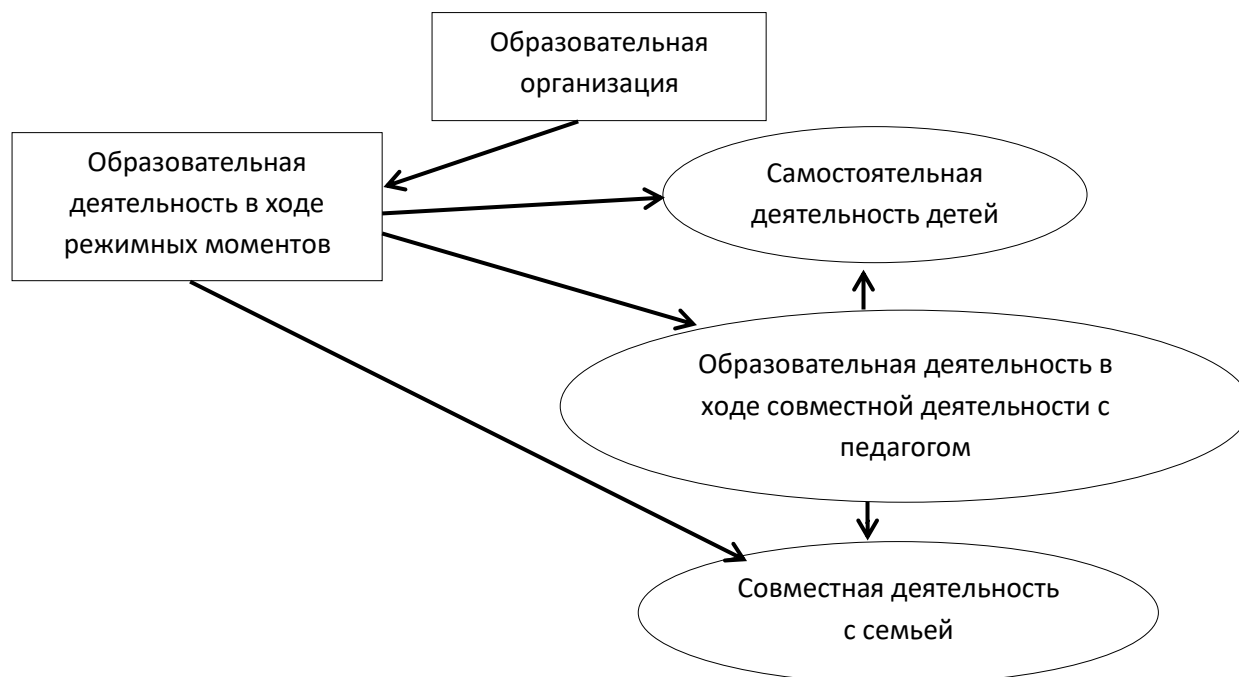 Образовательная
организация
Образовательная
деятельность в ходе
режимных моментов
Самостоятельная
деятельность детей
Образовательная деятельность в
ходе совместной деятельности с
педагогом
Совместная деятельность
с семьей